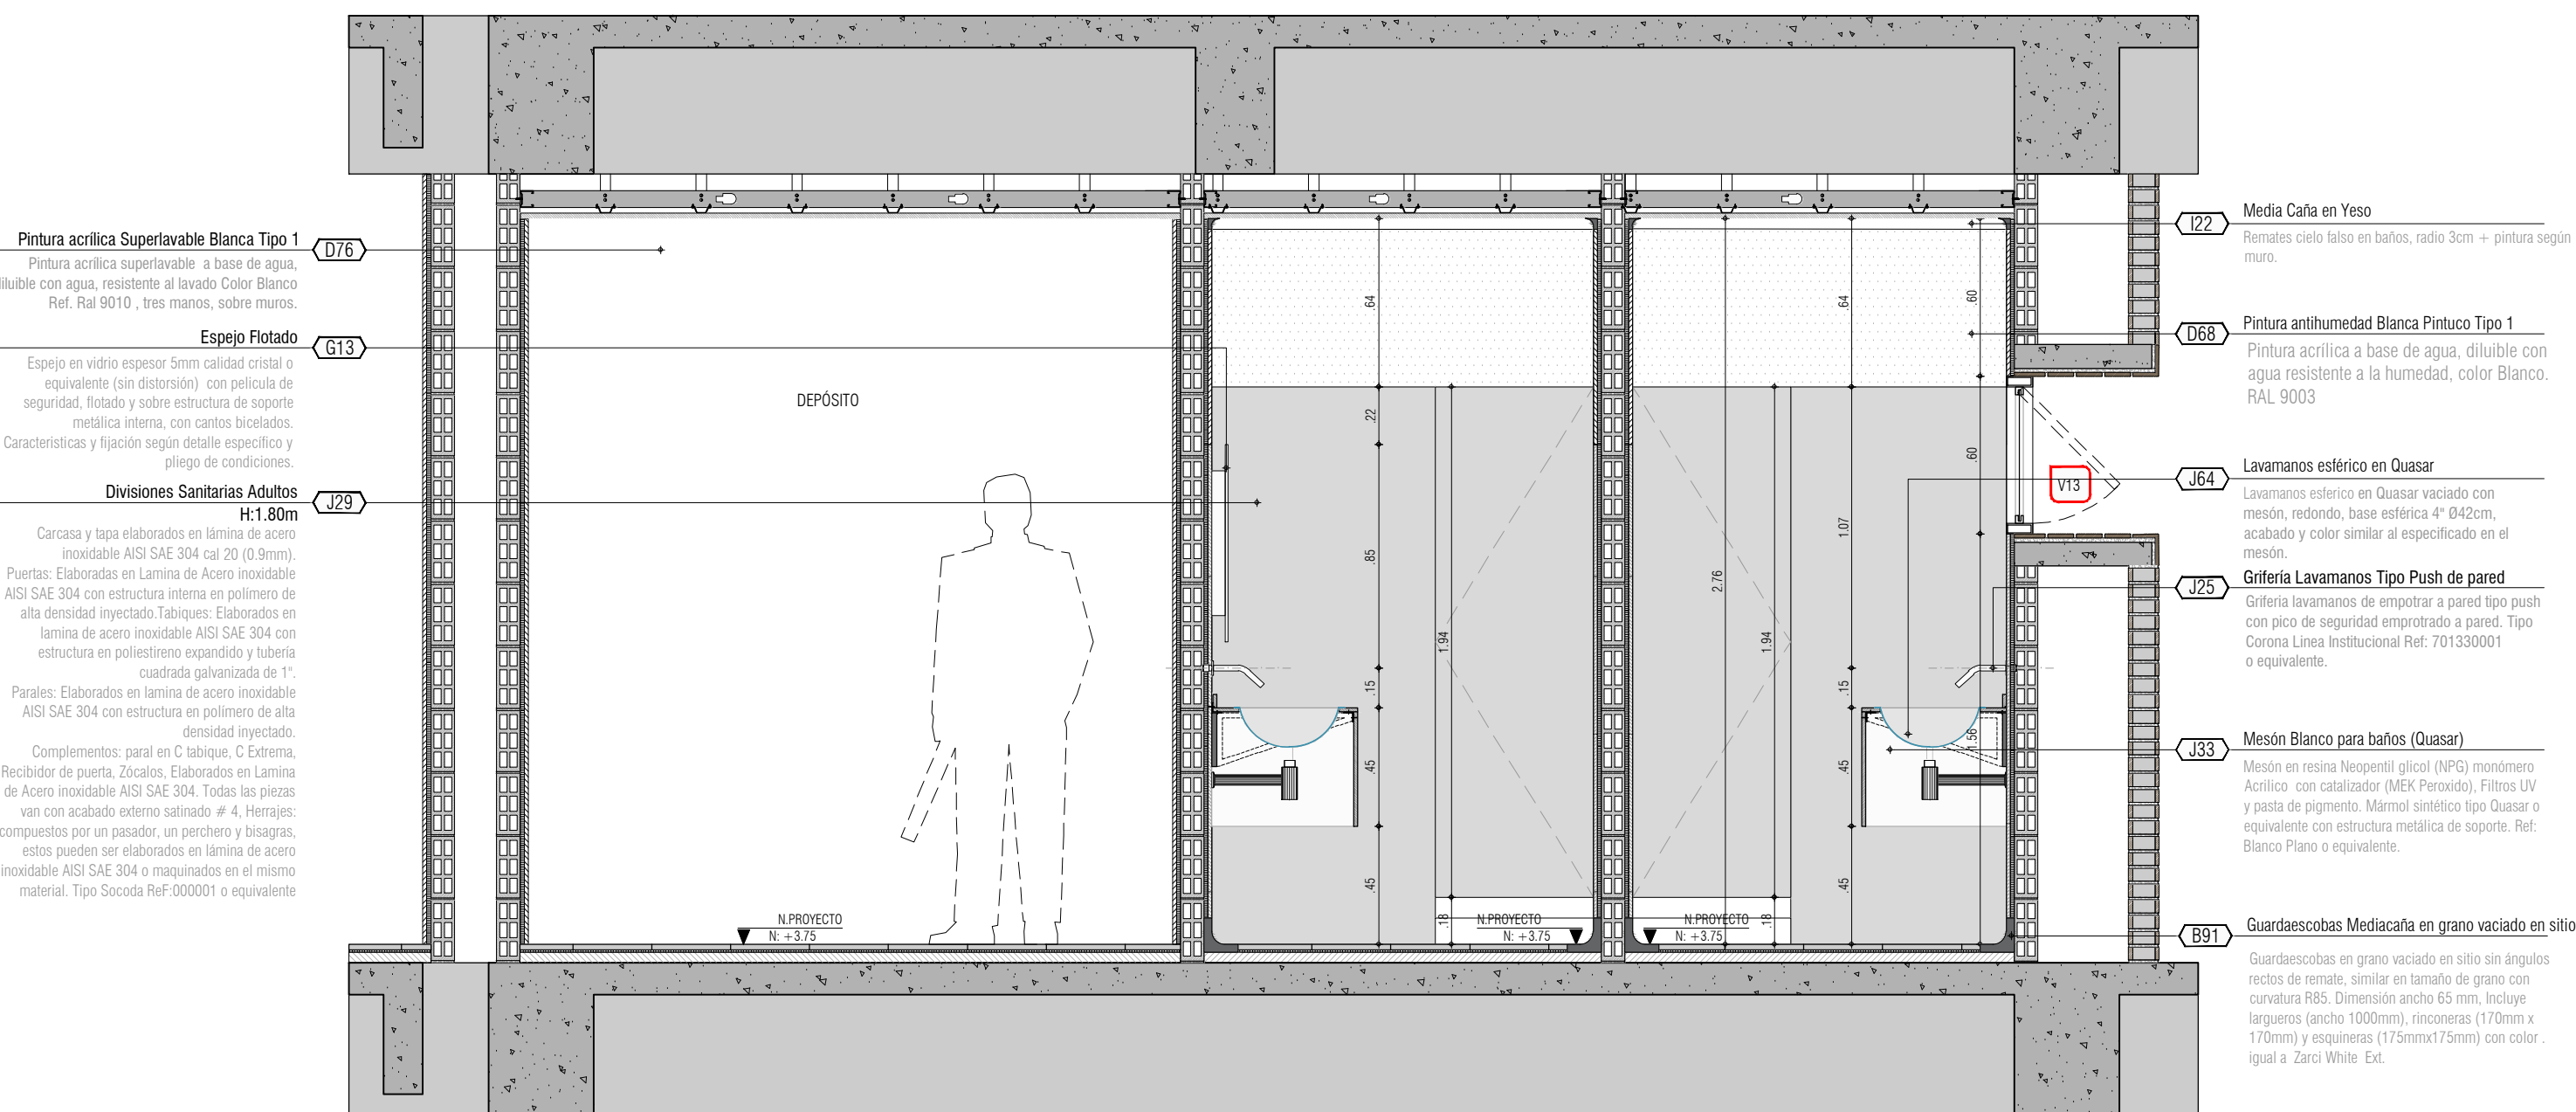 Pintura acrílica Superlavable Blanca Tipo 1
D76
Pintura acrílica superlavable a base de agua,
diluible con agua, resistente al lavado Color Blanco
Ref. Ral 9010 , tres manos, sobre muros.
Espejo Flotado
G13
Espejo en vidrio espesor 5mm calidad cristal o
equivalente (sin distorsión) con pelicula de
seguridad, flotado y sobre estructura de soporte
metálica interna, con cantos bicelados.
Caracteristicas y fijación según detalle específico y
pliego de condiciones.
Divisiones Sanitarias Adultos
H:1.80m
J29
Carcasa y tapa elaborados en lámina de acero
inoxidable AISI SAE 304 cal 20 (0.9mm).
Puertas: Elaboradas en Lamina de Acero inoxidable
AISI SAE 304 con estructura interna en polímero de
alta densidad inyectado.Tabiques: Elaborados en
lamina de acero inoxidable AISI SAE 304 con
estructura en poliestireno expandido y tubería
cuadrada galvanizada de 1".
Parales: Elaborados en lamina de acero inoxidable
AISI SAE 304 con estructura en polímero de alta
densidad inyectado.
Complementos: paral en C tabique, C Extrema,
Recibidor de puerta, Zócalos, Elaborados en Lamina
de Acero inoxidable AISI SAE 304. Todas las piezas
van con acabado externo satinado # 4, Herrajes:
compuestos por un pasador, un perchero y bisagras,
estos pueden ser elaborados en lámina de acero
inoxidable AISI SAE 304 o maquinados en el mismo
material. Tipo Socoda ReF:000001 o equivalente
DEPÓSITO
N.PROYECTO
N: +3.75
.64
.22
.85
.15
.45
.45
1.94
.18
N.PROYECTO
N: +3.75
N.PROYECTO
N: +3.75
2.76
1.94
.18
.64
1.07
.15
.45
.45
.60
.60
1.56
V13
I22
Media Caña en Yeso
Remates cielo falso en baños, radio 3cm + pintura según
muro.
D68
Pintura antihumedad Blanca Pintuco Tipo 1
Pintura acrílica a base de agua, diluible con
agua resistente a la humedad, color Blanco.
RAL 9003
J64
Lavamanos esférico en Quasar
Lavamanos esferico en Quasar vaciado con
mesón, redondo, base esférica 4" Ø42cm,
acabado y color similar al especificado en el
mesón.
J25
Grifería Lavamanos Tipo Push de pared
Griferia lavamanos de empotrar a pared tipo push
con pico de seguridad emprotrado a pared. Tipo
Corona Linea Institucional Ref: 701330001
o equivalente.
J33
Mesón Blanco para baños (Quasar)
Mesón en resina Neopentil glicol (NPG) monómero
Acrilico con catalizador (MEK Peroxido), Filtros UV
y pasta de pigmento. Mármol sintético tipo Quasar o
equivalente con estructura metálica de soporte. Ref:
Blanco Plano o equivalente.
B91
Guardaescobas Mediacaña en grano vaciado en sitio
Guardaescobas en grano vaciado en sitio sin ángulos
rectos de remate, similar en tamaño de grano con
curvatura R85. Dimensión ancho 65 mm, Incluye
largueros (ancho 1000mm), rinconeras (170mm x
170mm) y esquineras (175mmx175mm) con color .
igual a Zarci White Ext.